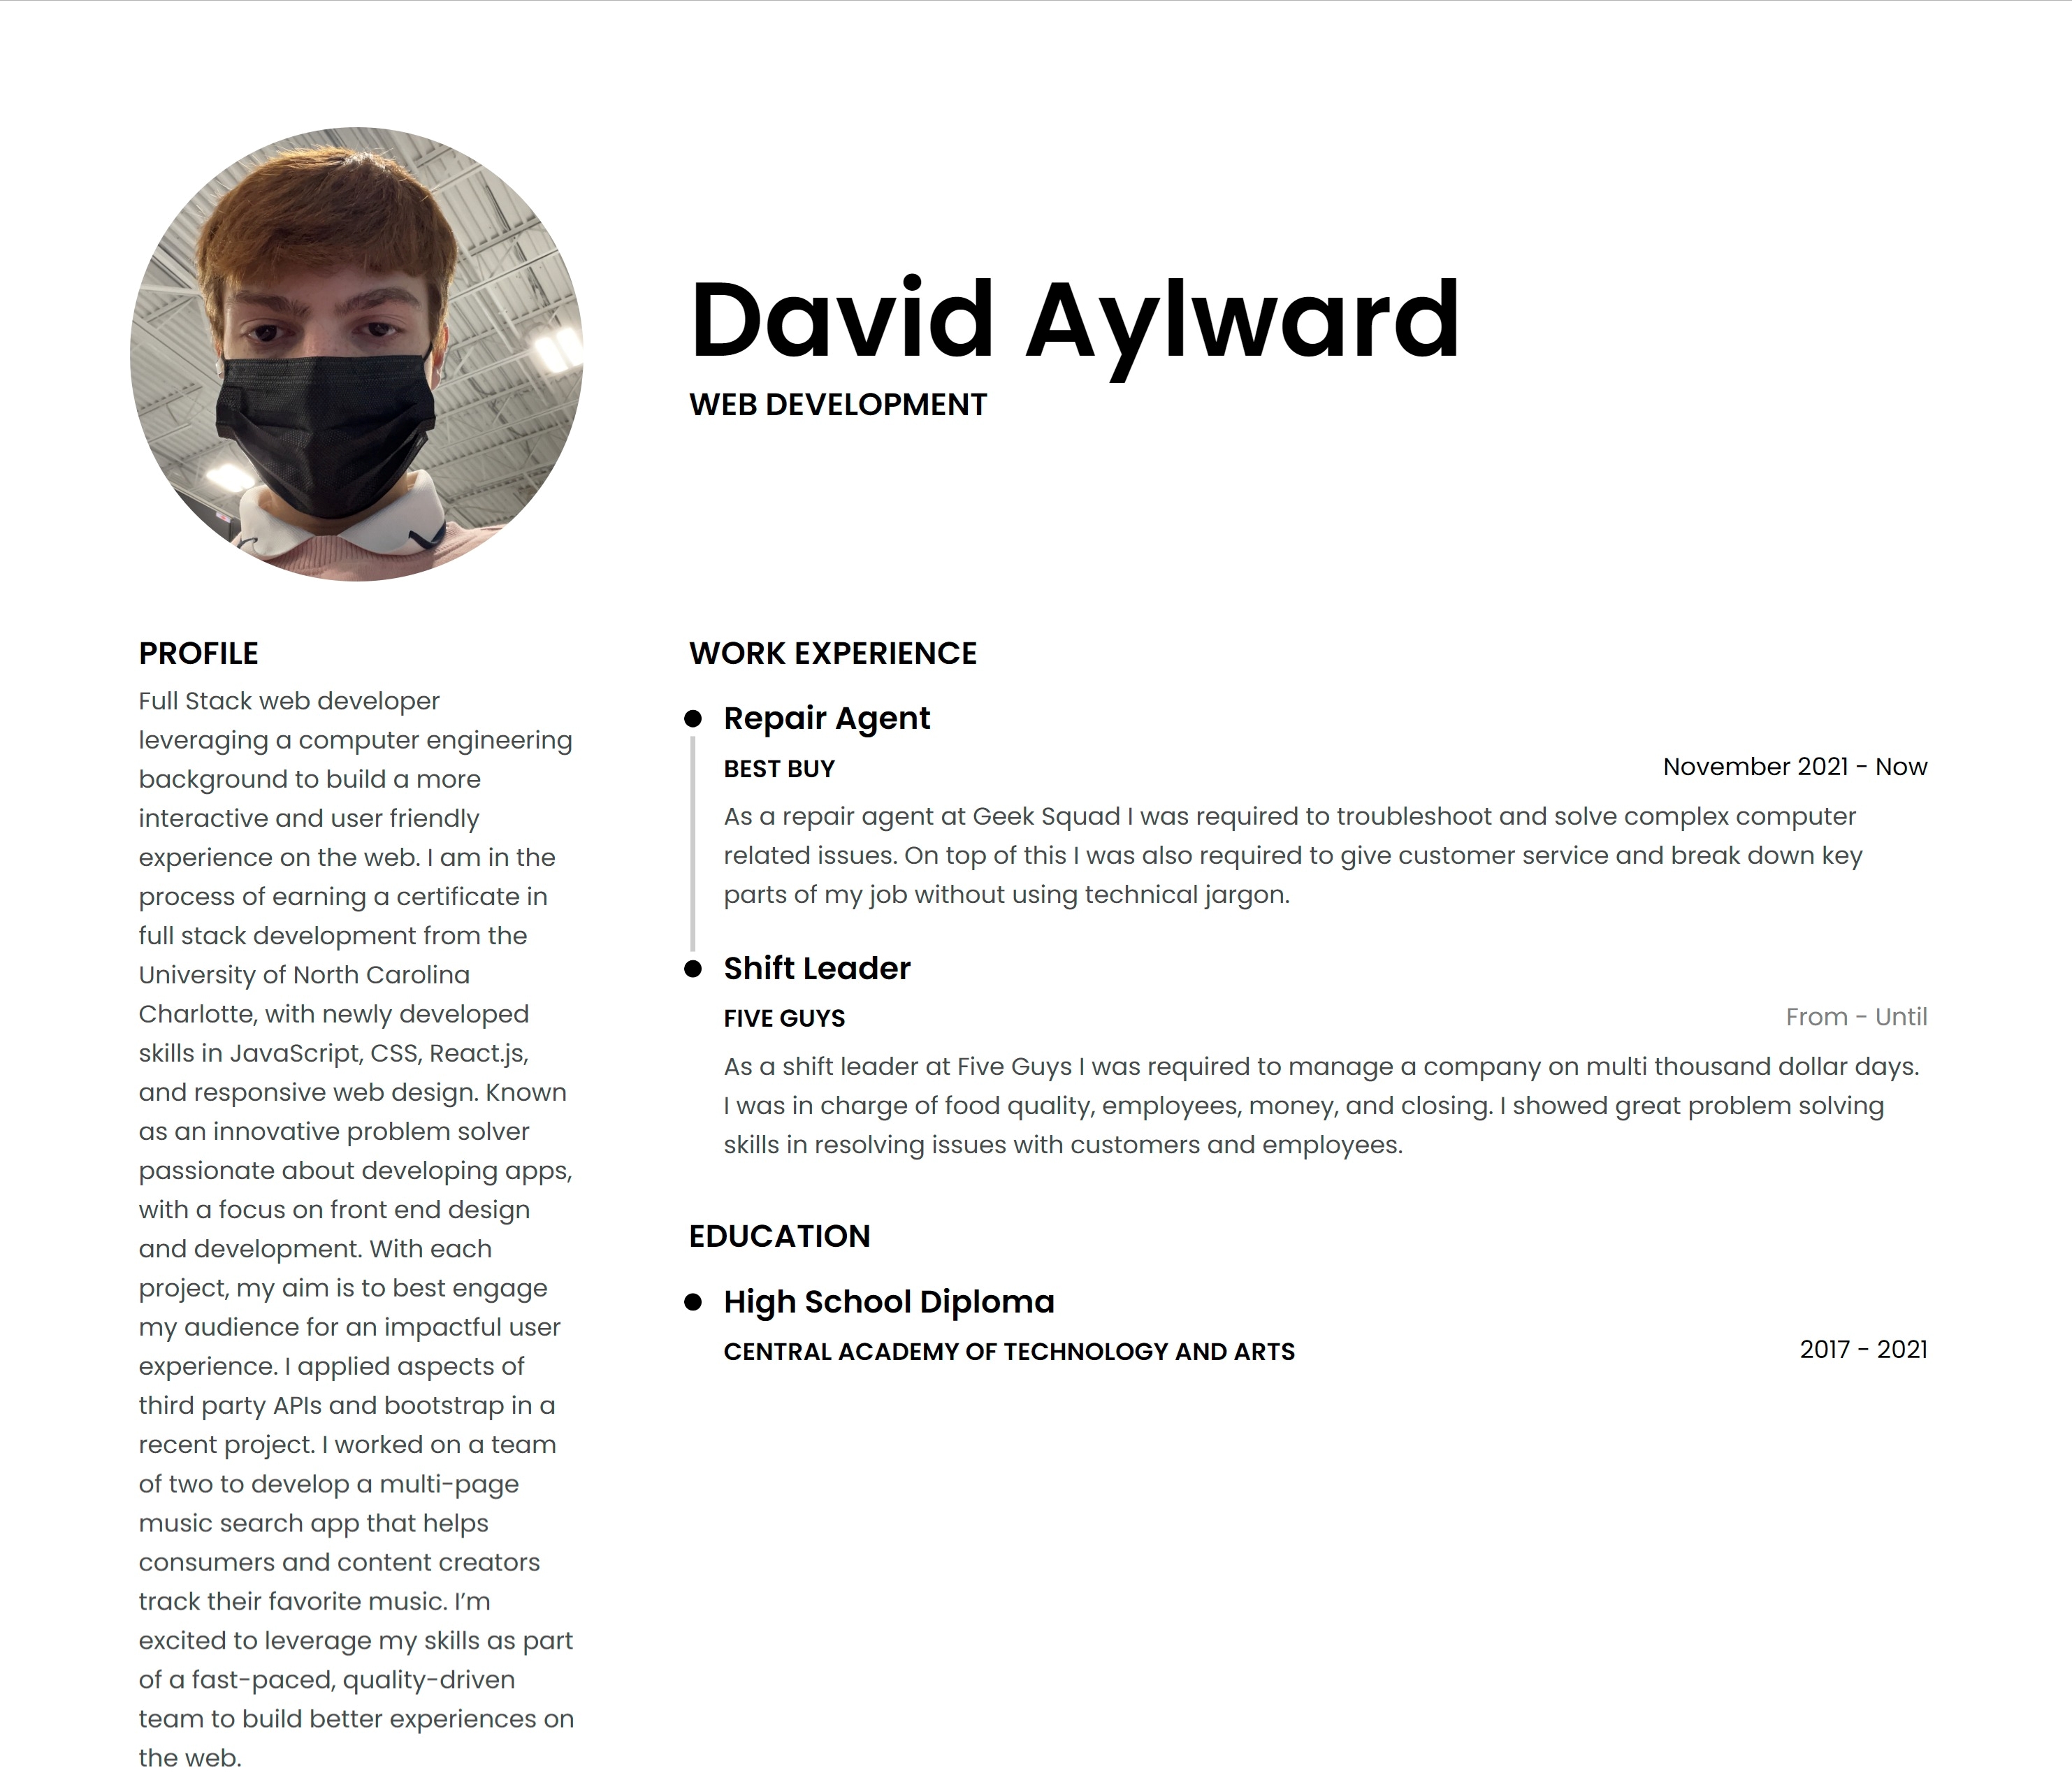 David Aylward
WEB DEVELOPMENT
PROFILE
Full Stack web developer
leveraging a computer engineering
background to build a more
interactive and user friendly
experience on the web. I am in the
process of earning a certificate in
full stack development from the
University of North Carolina
Charlotte, with newly developed
skills in JavaScript, CSS, React.js,
and responsive web design. Known
as an innovative problem solver
passionate about developing apps,
with a focus on front end design
and development. With each
project, my aim is to best engage
my audience for an impactful user
experience. I applied aspects of
third party APIs and bootstrap in a
recent project. I worked on a team
of two to develop a multi-page
music search app that helps
consumers and content creators
track their favorite music. I’m
excited to leverage my skills as part
of a fast-paced, quality-driven
team to build better experiences on
the web.
WORK EXPERIENCE
Repair Agent
BEST BUY
November 2021 - Now
As a repair agent at Geek Squad I was required to troubleshoot and solve complex computer
related issues. On top of this I was also required to give customer service and break down key
parts of my job without using technical jargon.
Shift Leader
FIVE GUYS
From - Until
As a shift leader at Five Guys I was required to manage a company on multi thousand dollar days.
I was in charge of food quality, employees, money, and closing. I showed great problem solving
skills in resolving issues with customers and employees.
EDUCATION
High School Diploma
CENTRAL ACADEMY OF TECHNOLOGY AND ARTS
2017 - 2021